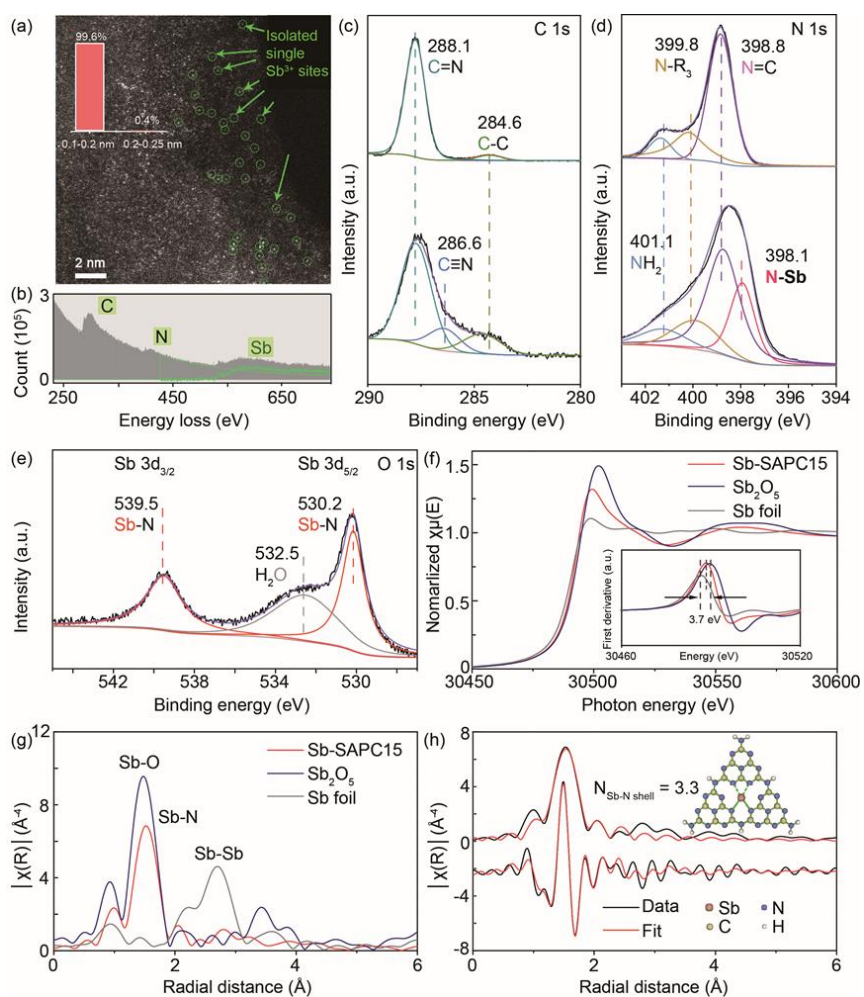 (a)
99.6%
0.4%
0.1-0.2 nm
0.2-0.25 nm
Isolated
single
Sb³⁺ sites
2 nm
(b)
3
0
Count (10⁵)
C
N
Sb
250
450
650
Energy loss (eV)
(c)
C 1s
288.1
C=N
284.6
C-C
286.6
C≡N
Intensity (a.u.)
290
288
286
284
280
Binding energy (eV)
(d)
N 1s
399.8
N-R₃
398.8
N=C
401.1
NH₂
398.1
N-Sb
Intensity (a.u.)
402
400
398
396
394
Binding energy (eV)
(e)
Sb 3d₃/₂
Sb 3d₅/₂
O 1s
539.5
Sb-N
530.2
Sb-N
532.5
H₂O
Intensity (a.u.)
542
538
534
530
Binding energy (eV)
(f)
1.5
1.0
0.5
0.0
Nomarlized χμ(E)
Sb-SAPC15
Sb₂O₅
Sb foil
First derivative (a.u.)
3.7 eV
30460
Energy (eV)
30520
30450
30500
30550
30600
Photon energy (eV)
(g)
12
8
4
0
|χ(R)| (Å⁻⁴)
Sb-O
Sb-N
Sb-Sb
Sb-SAPC15
Sb₂O₅
Sb foil
0
2
4
6
Radial distance (Å)
(h)
8
4
0
-4
-8
|χ(R)| (Å⁻⁴)
N Sb-N shell = 3.3
Data
Fit
Sb
N
C
H
0
2
4
6
Radial distance (Å)